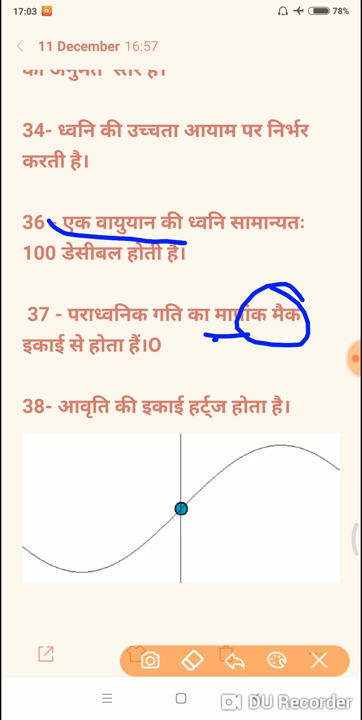 17:03
78%
11 December 16:57
34- ध्वनि की उच्चता आयाम पर निर्भर
करती है।
36 - एक वायुयान की ध्वनि सामान्यतः
100 डेसीबल होती है।
37 - पराध्वनिक गति का मापांक मैक
इकाई से होता हैं।O
38- आवृति की इकाई हर्ट्ज होता है।
DU Recorder